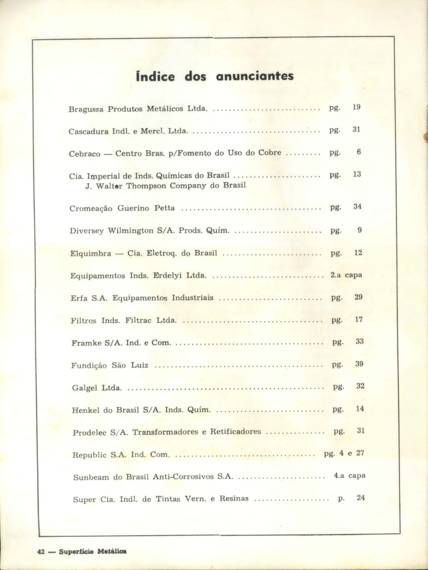 Índice dos anunciantes
Bragussa Produtos Metálicos Ltda. ........................... pg. 19
Cascadura Indl. e Mercl. Ltda. ................................ pg. 31
Cebraco — Centro Bras. p/Fomento do Uso do Cobre ......... pg. 6
Cia. Imperial de Inds. Químicas do Brasil ...................... pg. 13
J. Walter Thompson Company do Brasil
Cromeação Guerino Petta ................................... pg. 34
Diversey Wilmington S/A. Prods. Quím. ...................... pg. 9
Elquimbra — Cia. Eletroq. do Brasil ......................... pg. 12
Equipamentos Inds. Erdelyi Ltda. ............................ 2.a capa
Erfa S.A. Equipamentos Industriais .......................... pg. 29
Filtros Inds. Filtrac Ltda. ................................... pg. 17
Framke S/A. Ind. e Com. ..................................... pg. 33
Fundição São Luiz .......................................... pg. 39
Galgel Ltda. ................................................. pg. 32
Henkel do Brasil S/A. Inds. Quím. ........................... pg. 14
Prodelec S/A. Transformadores e Retificadores ............... pg. 31
Republic S.A. Ind. Com. ................................... pg. 4 e 27
Sunbeam do Brasil Anti-Corrosivos S.A. ...................... 4.a capa
Super Cia. Indl. de Tintas Vern. e Resinas ................... p. 24
42 — Superfície Metálica